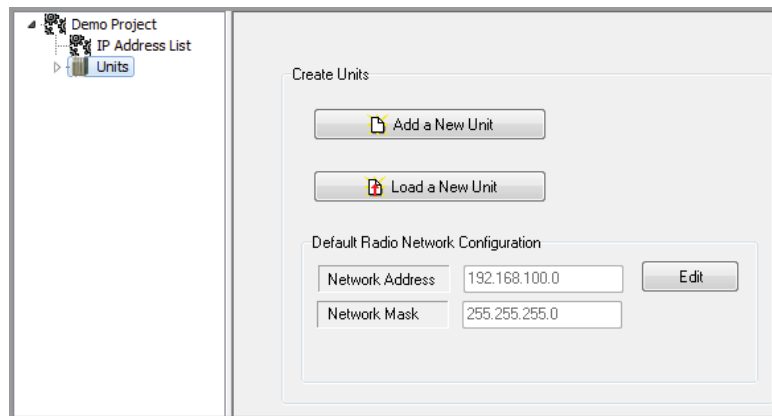 Demo Project
IP Address List
Units
Create Units
Add a New Unit
Load a New Unit
Default Radio Network Configuration
Network Address 192.168.100.0 Edit
Network Mask 255.255.255.0